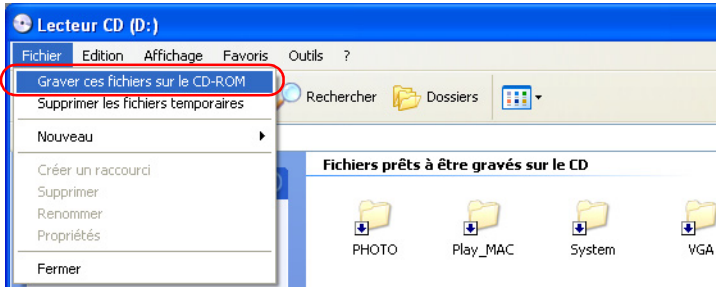 Lecteur CD (D:)
Fichier Edition Affichage Favoris Outils ?
Graver ces fichiers sur le CD-ROM
Supprimer les fichiers temporaires
Nouveau
Créer un raccourci
Supprimer
Renommer
Propriétés
Fermer
Rechercher Dossiers
Fichiers prêts à être gravés sur le CD
PHOTO Play_MAC System VGA